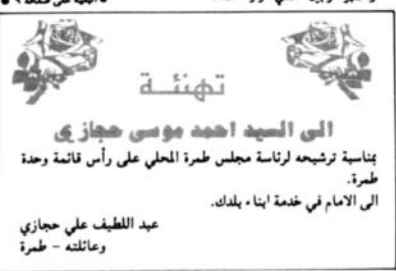 تهنئة
الى السيد احمد موسى حجازي
بمناسبة ترشيحه لرئاسة مجلس طمرة المحلي على رأس قائمة وحدة
طمرة.
الى الامام في خدمة ابناء بلدك.
عبد اللطيف علي حجازي
وعائلته - طمرة